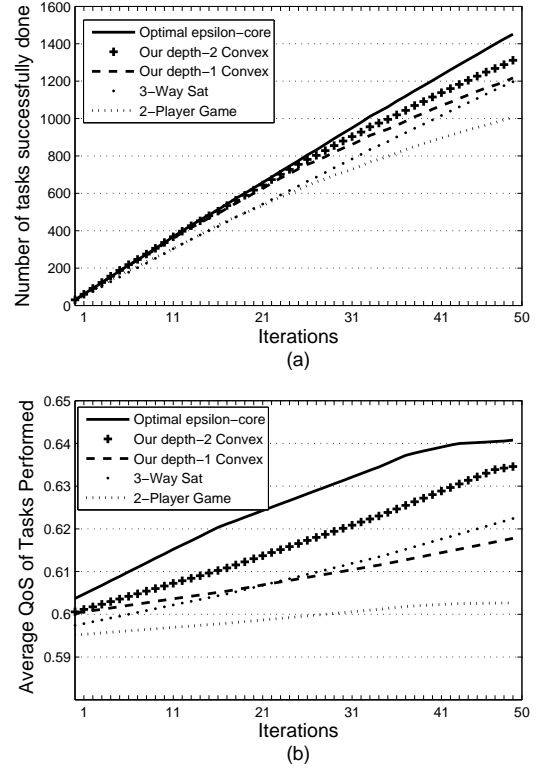 1600
1400
1200
1000
800
600
400
200
0
Number of tasks successfully done
Optimal epsilon-core
Our depth-2 Convex
Our depth-1 Convex
3-Way Sat
2-Player Game
1 11 21 31 41 50
Iterations
(a)
0.65
0.64
0.63
0.62
0.61
0.6
0.59
Average QoS of Tasks Performed
Optimal epsilon-core
Our depth-2 Convex
Our depth-1 Convex
3-Way Sat
2-Player Game
1 11 21 31 41 50
Iterations
(b)